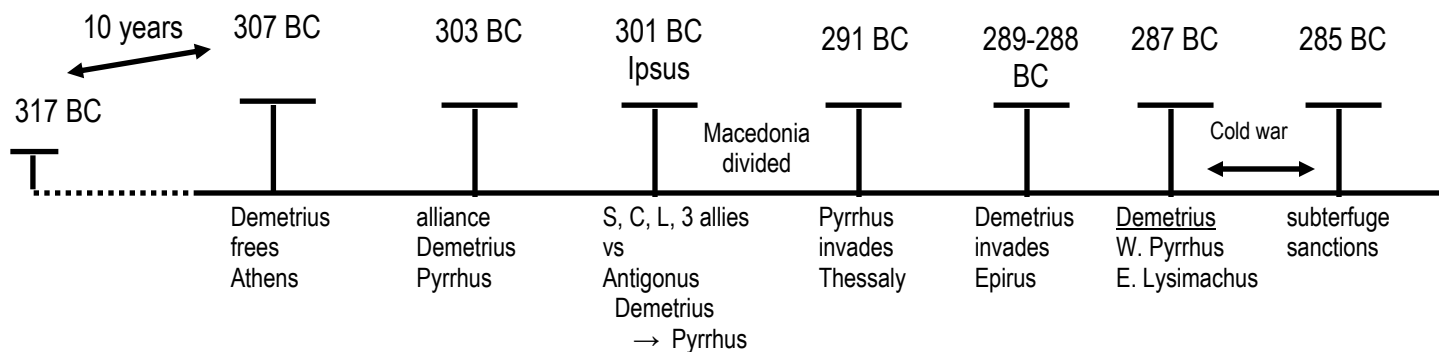 10 years
317 BC
307 BC
303 BC
301 BC
Ipsus
Macedonia
divided
291 BC
289-288
BC
287 BC
Cold war
285 BC
Demetrius
frees
Athens
alliance
Demetrius
Pyrrhus
S, C, L, 3 allies
vs
Antigonus
Demetrius
→ Pyrrhus
Pyrrhus
invades
Thessaly
Demetrius
invades
Epirus
Demetrius
W. Pyrrhus
E. Lysimachus
subterfuge
sanctions